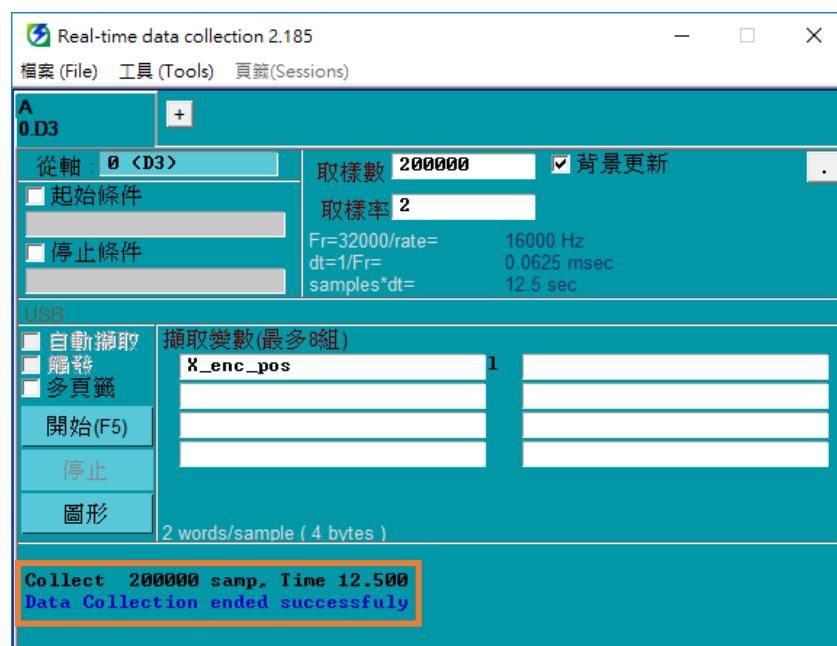 Real-time data collection 2.185
檔案 (File) 工具 (Tools) 頁籤(Sessions)
A
0.D3
+
從軸 : 0 <D3>
起始條件
停止條件
取樣數 200000
背景更新
.
取樣率 2
Fr=32000/rate= 16000 Hz
dt=1/Fr= 0.0625 msec
samples*dt= 12.5 sec
USB
自動擷取
觸發
多頁籤
開始(F5)
停止
圖形
擷取變數(最多8組)
X_enc_pos l
2 words/sample ( 4 bytes )
Collect 200000 samp, Time 12.500
Data Collection ended successfuly